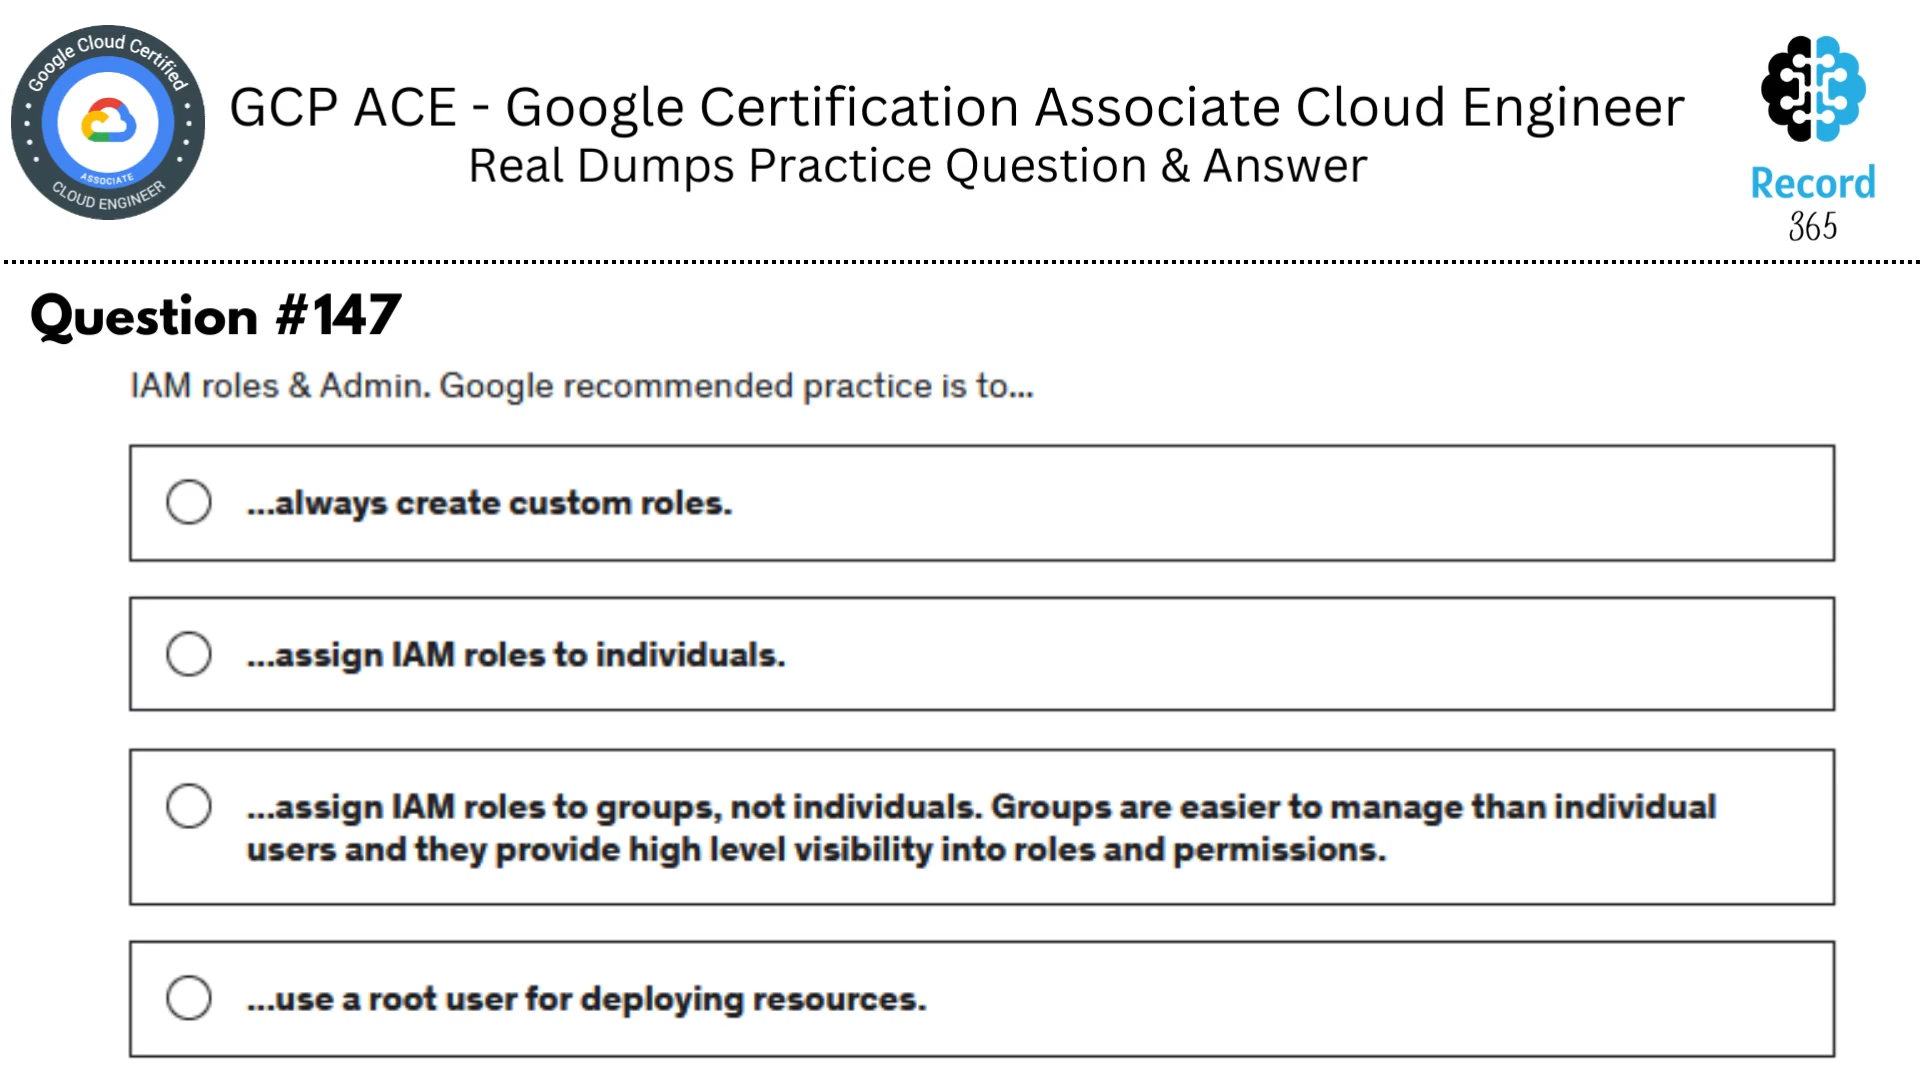 Google Cloud Certified
ASSOCIATE
CLOUD ENGINEER
GCP ACE - Google Certification Associate Cloud Engineer
Real Dumps Practice Question & Answer
Record
365
Question #147
IAM roles & Admin. Google recommended practice is to...
...always create custom roles.
...assign IAM roles to individuals.
...assign IAM roles to groups, not individuals. Groups are easier to manage than individual
users and they provide high level visibility into roles and permissions.
...use a root user for deploying resources.